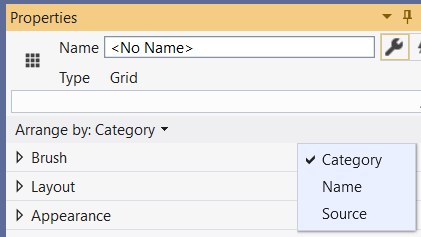 Properties
Name <No Name>
Type Grid
Arrange by: Category
Brush
Layout
Appearance
Category
Name
Source